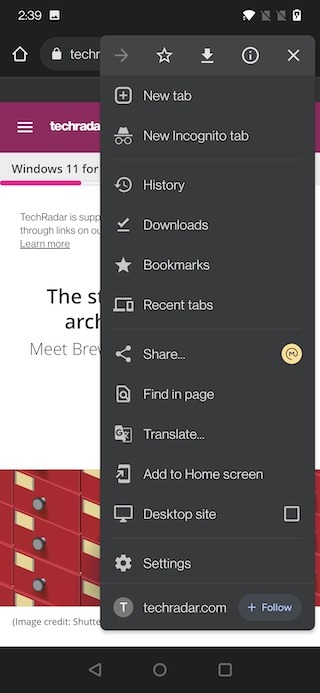 2:39
techr
New tab
New Incognito tab
techradar
Windows 11 for
History
TechRadar is supp
through links on ou
Learn more
Downloads
Bookmarks
The st
arch
Recent tabs
Meet Brew
Share...
Find in page
Translate...
Add to Home screen
Desktop site
Settings
T techradar.com + Follow
(Image credit: Shutte